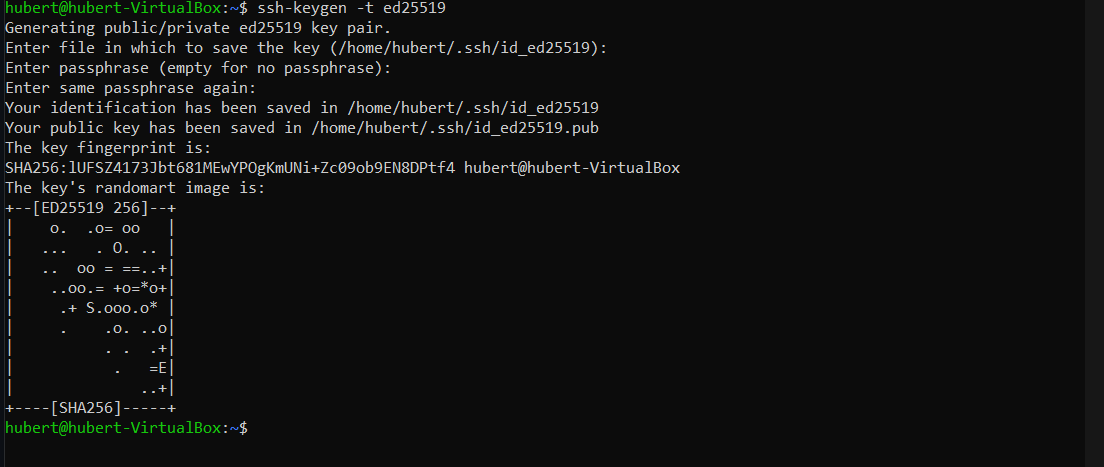 hubert@hubert-VirtualBox:~$ ssh-keygen -t ed25519
Generating public/private ed25519 key pair.
Enter file in which to save the key (/home/hubert/.ssh/id_ed25519):
Enter passphrase (empty for no passphrase):
Enter same passphrase again:
Your identification has been saved in /home/hubert/.ssh/id_ed25519
Your public key has been saved in /home/hubert/.ssh/id_ed25519.pub
The key fingerprint is:
SHA256:lUFSZ4173Jbt681MEwYPOgKmUNi+Zc09ob9EN8DPtf4 hubert@hubert-VirtualBox
The key's randomart image is:
+--[ED25519 256]--+
|    o.  .o= oo   |
|   ...   . O. .. |
|   ..  oo = ==..+|
|    ..oo.= +o=*o+|
|     .+ S.ooo.o* |
|     .    .o. ..o|
|          . .  .+|
|           .   =E|
|              ..+|
+----[SHA256]-----+
hubert@hubert-VirtualBox:~$